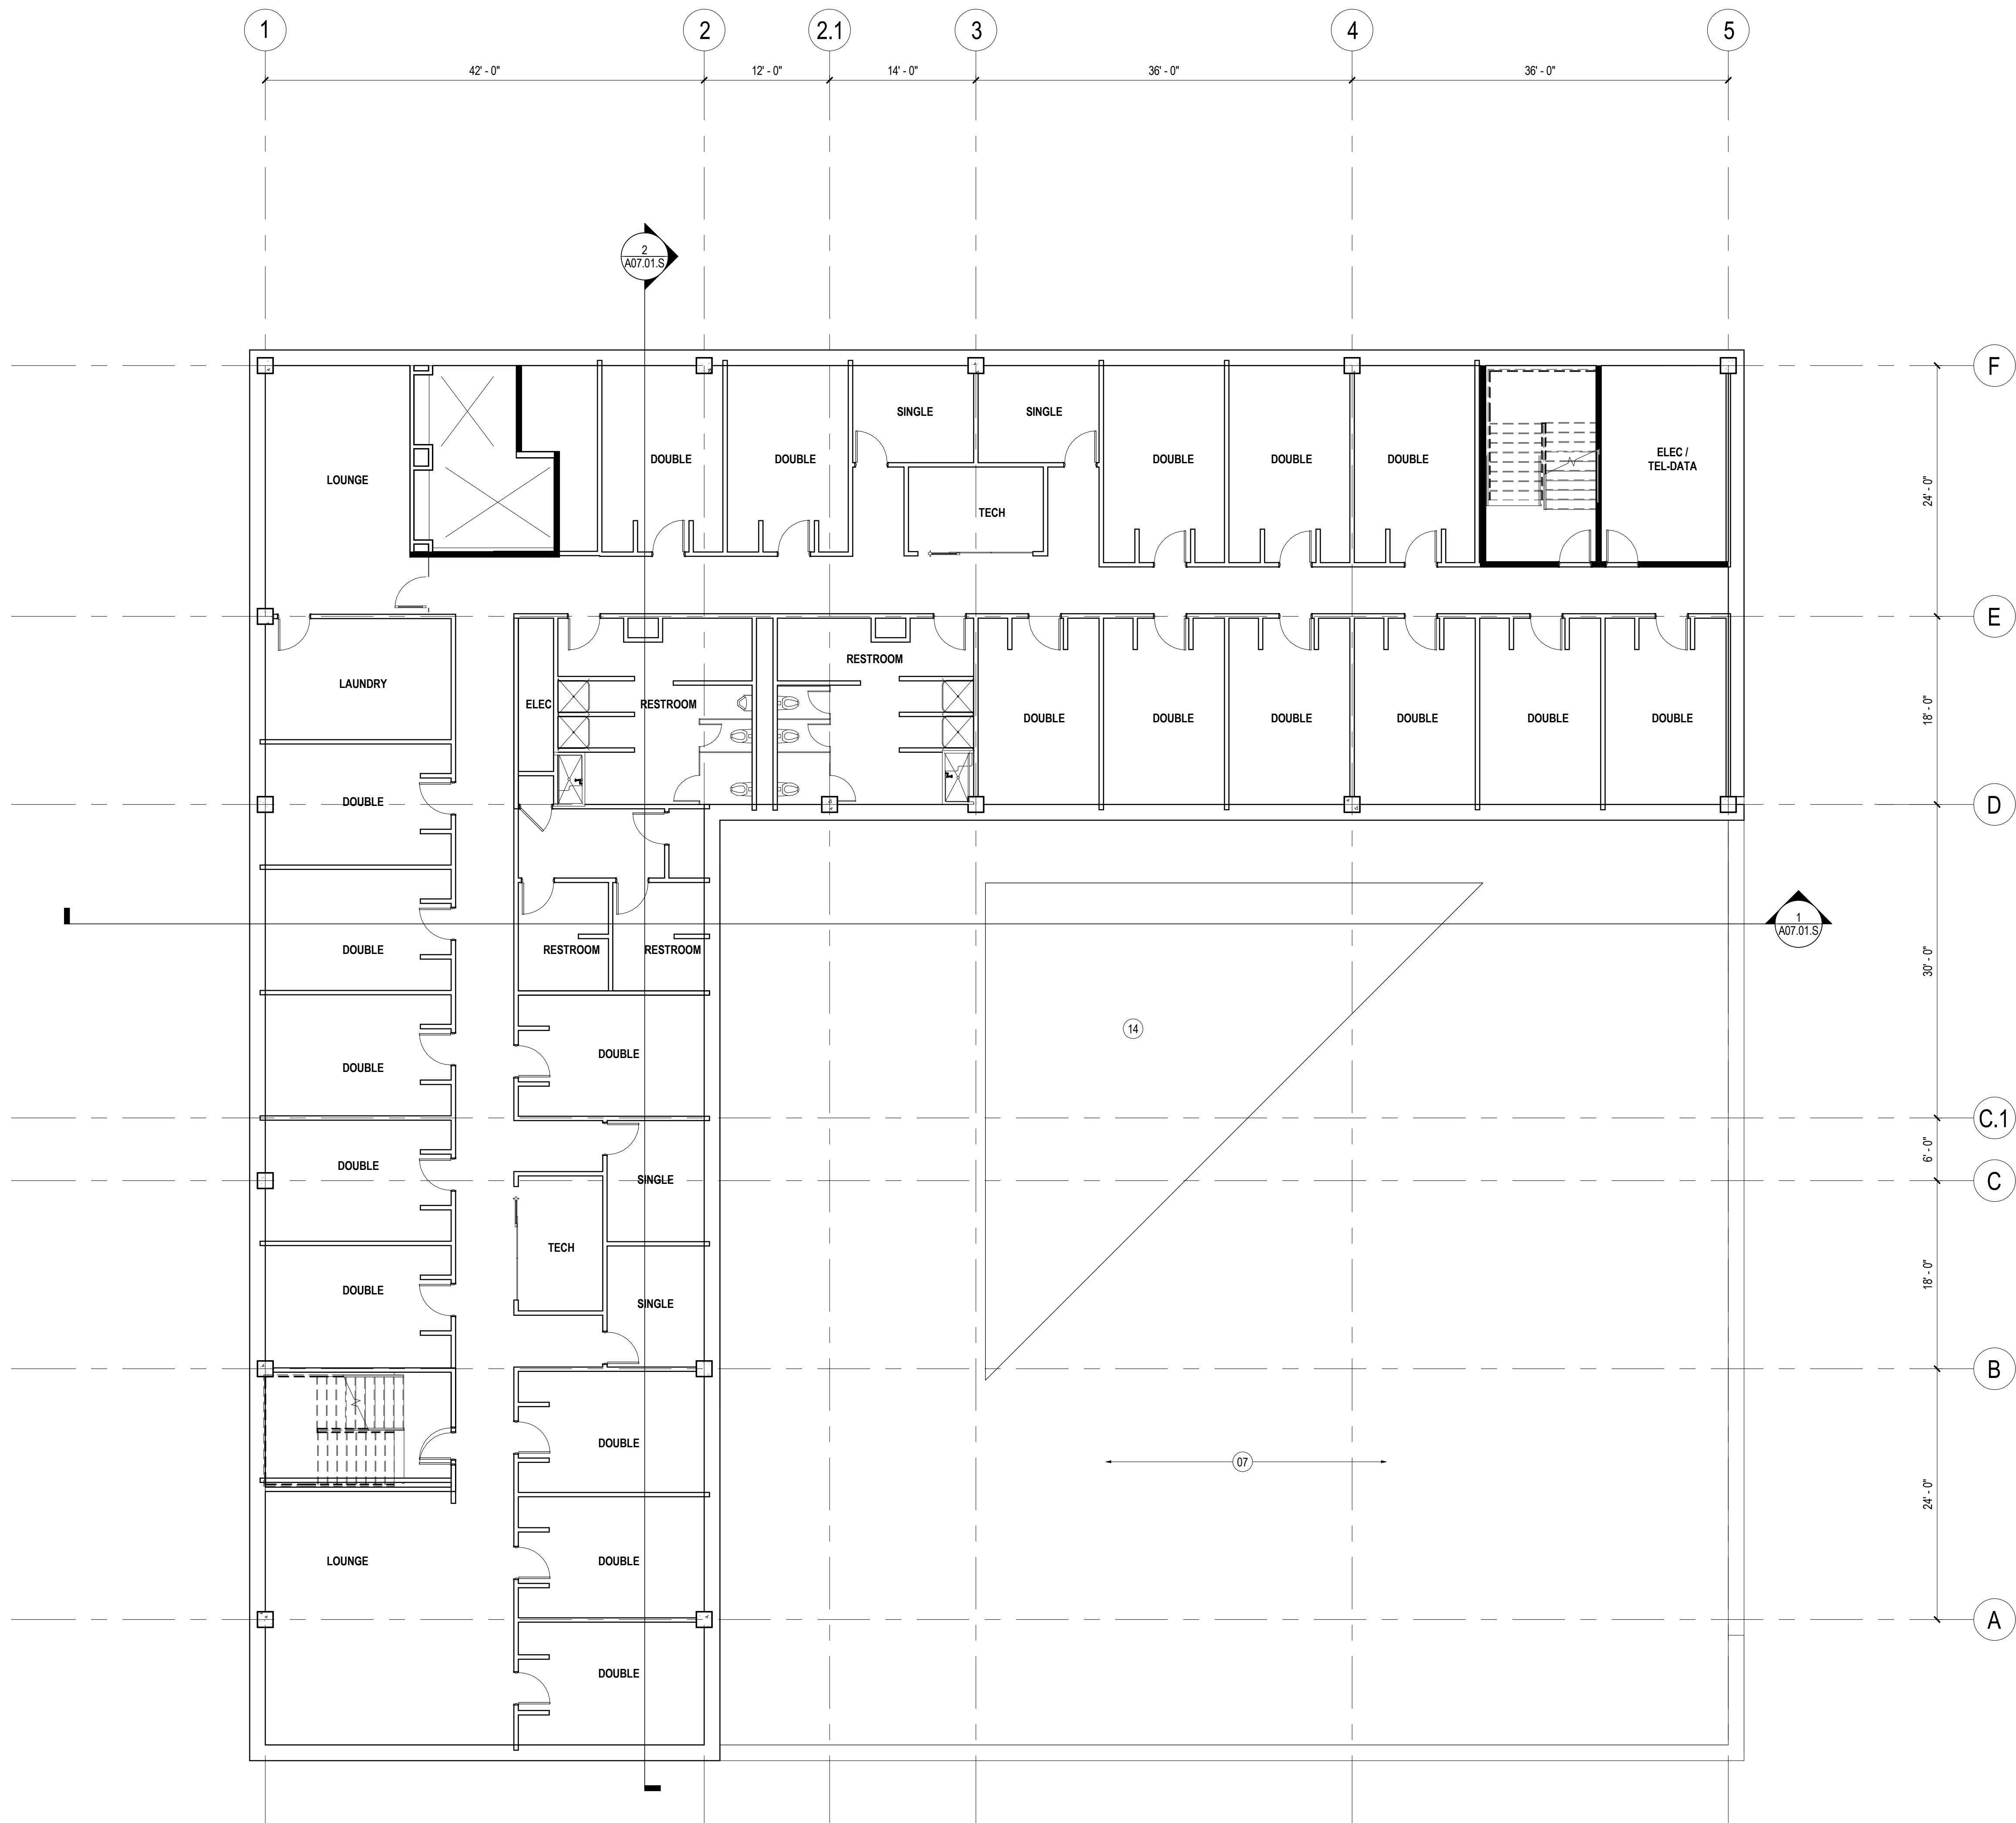 1
2
2.1
3
4
5
42' - 0"
12' - 0"
14' - 0"
36' - 0"
36' - 0"
2
A07.01.S
F
SINGLE
SINGLE
DOUBLE
DOUBLE
DOUBLE
DOUBLE
DOUBLE
ELEC /
TEL-DATA
LOUNGE
TECH
24' - 0"
E
RESTROOM
LAUNDRY
ELEC
RESTROOM
DOUBLE
DOUBLE
DOUBLE
DOUBLE
DOUBLE
DOUBLE
18' - 0"
DOUBLE
D
1
A07.01.S
DOUBLE
RESTROOM
RESTROOM
30' - 0"
14
DOUBLE
DOUBLE
C.1
6' - 0"
DOUBLE
SINGLE
C
TECH
18' - 0"
DOUBLE
SINGLE
B
DOUBLE
07
24' - 0"
LOUNGE
DOUBLE
A
DOUBLE